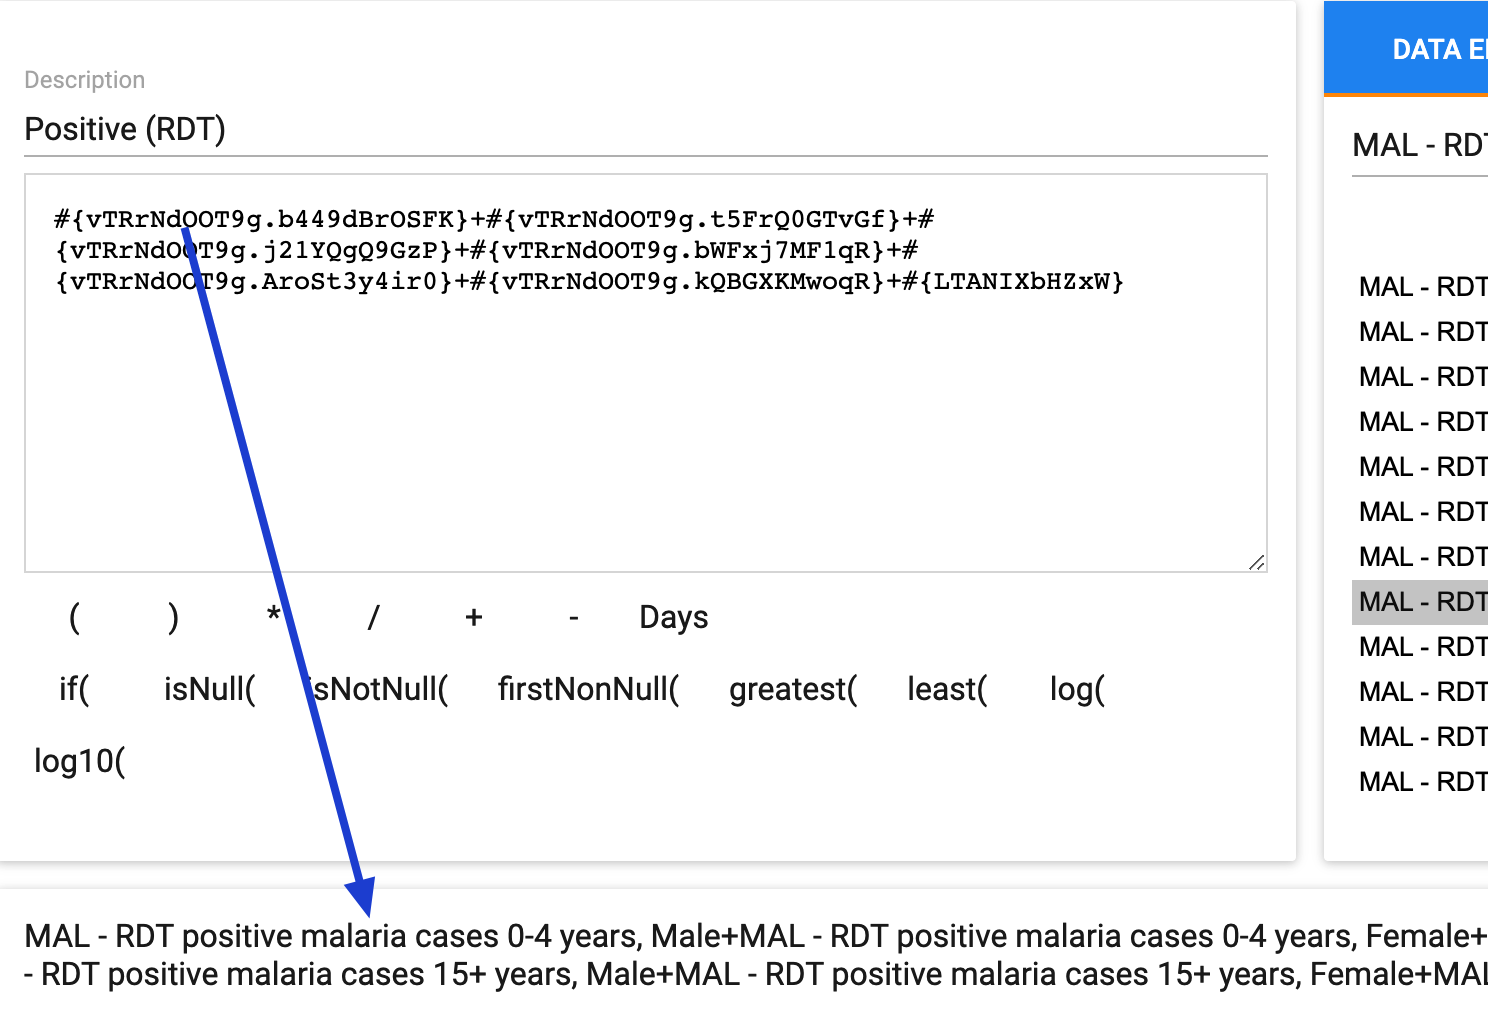 Description
Positive (RDT)
#{vTRrNdOOT9g.b449dBrOSFK}+#{vTRrNdOOT9g.t5FrQ0GTvGf}+#
{vTRrNdOOT9g.j21YQgQ9GzP}+#{vTRrNdOOT9g.bWFxj7MF1qR}+#
{vTRrNdOOT9g.AroSt3y4ir0}+#{vTRrNdOOT9g.kQBGXKMwoqR}+#{LTANIXbHZxW}
( ) * / + - Days
if( isNull( isNotNull( firstNonNull( greatest( least( log(
log10(
DATA E
MAL - RDT
MAL - RDT
MAL - RDT
MAL - RDT
MAL - RDT
MAL - RDT
MAL - RDT
MAL - RDT
MAL - RDT
MAL - RDT
MAL - RDT
MAL - RDT
MAL - RDT
MAL - RDT positive malaria cases 0-4 years, Male+MAL - RDT positive malaria cases 0-4 years, Female+
- RDT positive malaria cases 15+ years, Male+MAL - RDT positive malaria cases 15+ years, Female+MAL